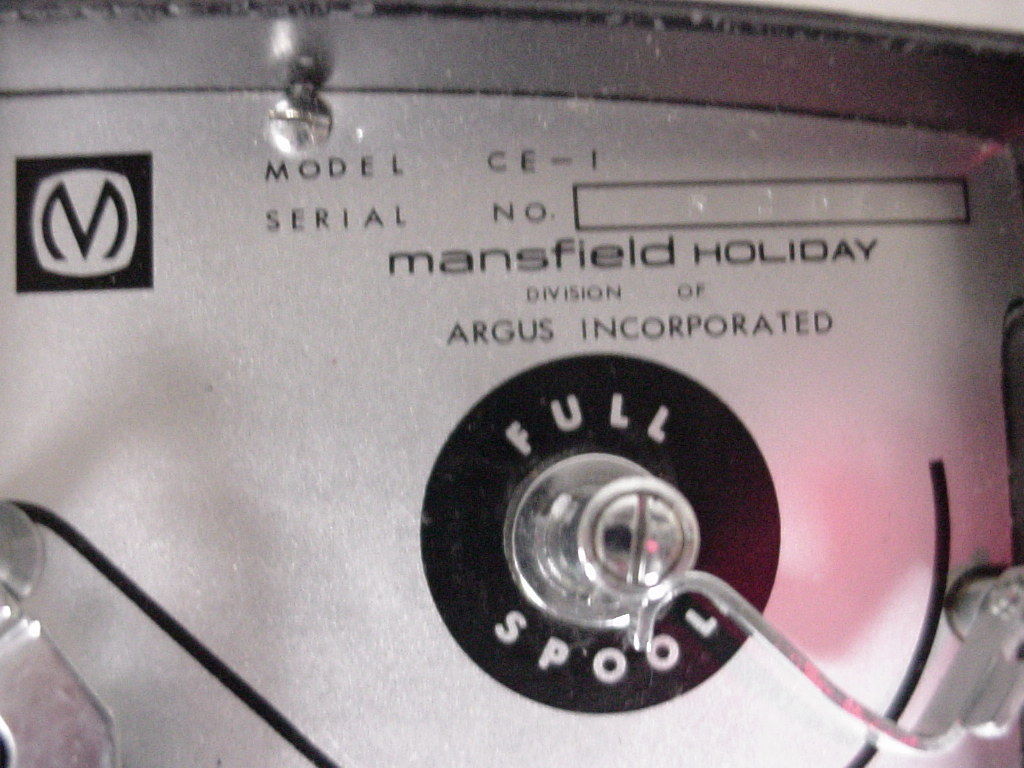 M
MODEL CE-1
SERIAL NO.
mansfield HOLIDAY
DIVISION OF
ARGUS INCORPORATED
FULL
SPOOL